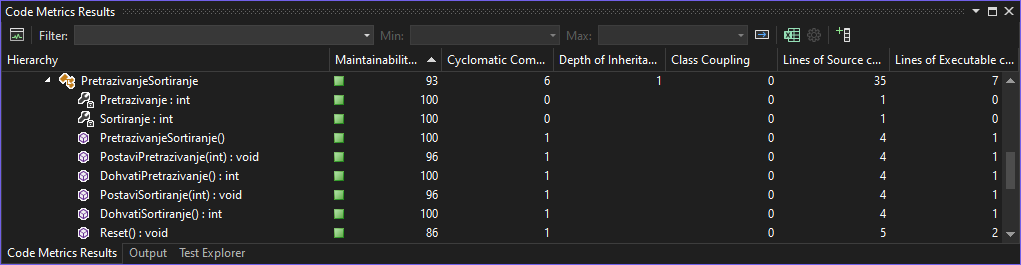 Code Metrics Results
Filter: Min: Max:
Hierarchy Maintainabilit... Cyclomatic Com... Depth of Inherita... Class Coupling Lines of Source c... Lines of Executable c...
PretrazivanjeSortiranje 93 6 1 0 35 7
Pretrazivanje : int 100 0 0 1 0
Sortiranje : int 100 0 0 1 0
PretrazivanjeSortiranje() 100 1 0 4 1
PostaviPretrazivanje(int) : void 96 1 0 4 1
DohvatiPretrazivanje() : int 100 1 0 4 1
PostaviSortiranje(int) : void 96 1 0 4 1
DohvatiSortiranje() : int 100 1 0 4 1
Reset() : void 86 1 0 5 2
Code Metrics Results Output Test Explorer